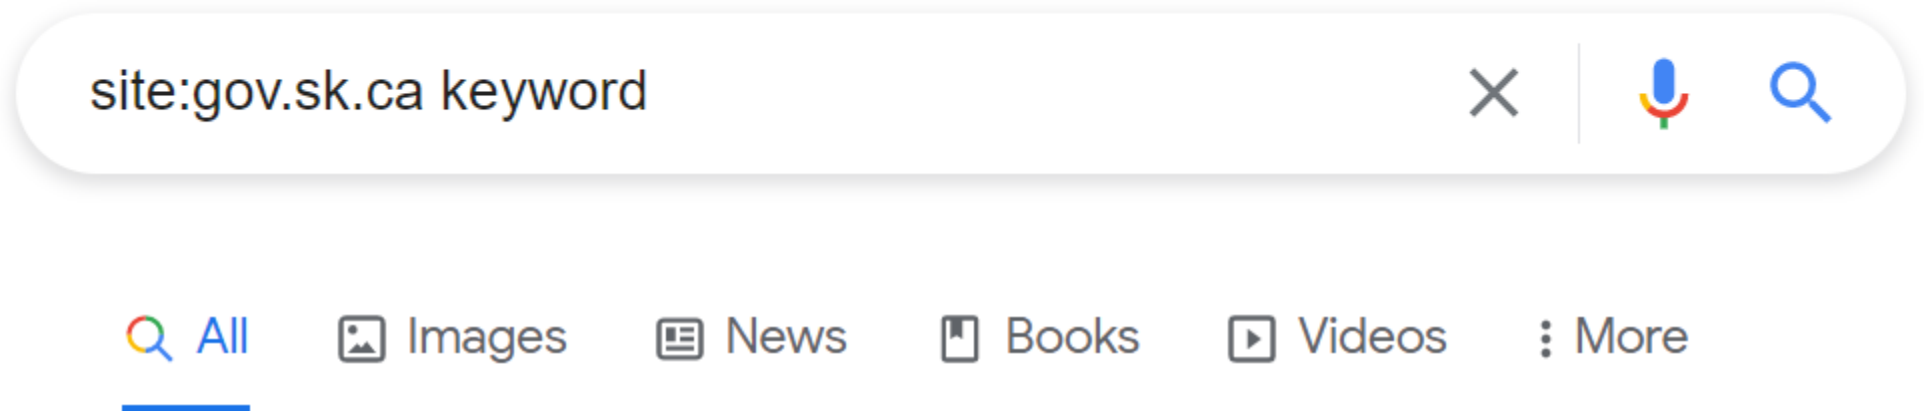 site:gov.sk.ca keyword
All Images News Books Videos More